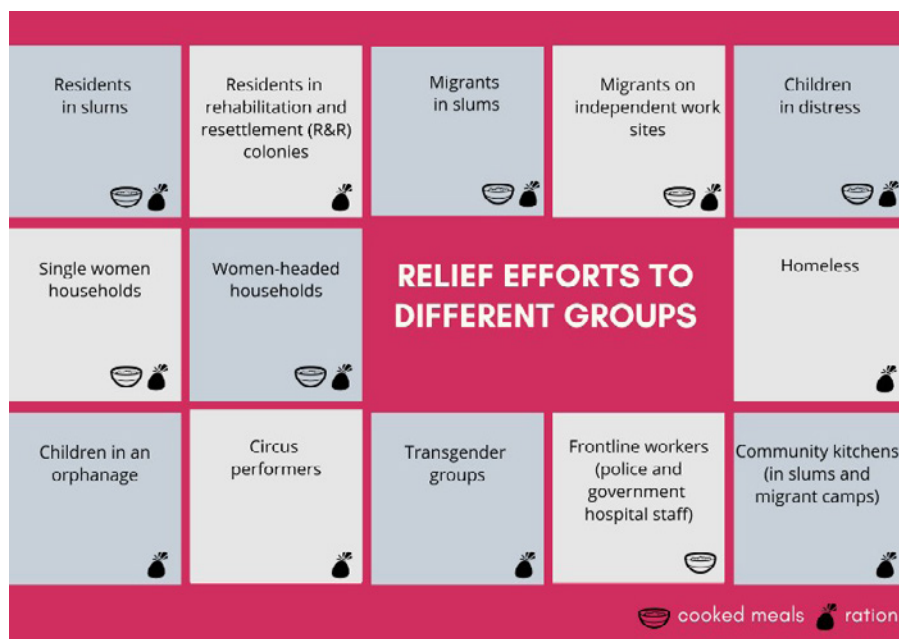 Residents
in slums
Residents in
rehabilitation and
resettlement (R&R)
colonies
Migrants
in slums
Migrants on
independent work
sites
Children
in distress
Single women
households
Women-headed
households
RELIEF EFFORTS TO
DIFFERENT GROUPS
Homeless
Children in an
orphanage
Circus
performers
Transgender
groups
Frontline workers
(police and
government
hospital staff)
Community kitchens
(in slums and
migrant camps)
cooked meals
ration